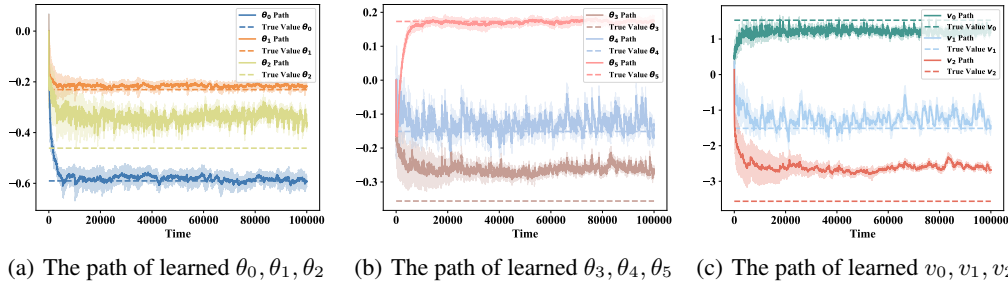 0.0
−0.2
−0.4
−0.6
0
20000
40000
60000
80000
100000
Time
θ₀ Path
True Value θ₀
θ₁ Path
True Value θ₁
θ₂ Path
True Value θ₂
0.2
0.1
0.0
−0.1
−0.2
−0.3
0
20000
40000
60000
80000
100000
Time
θ₃ Path
True Value θ₃
θ₄ Path
True Value θ₄
θ₅ Path
True Value θ₅
1
0
−1
−2
−3
0
20000
40000
60000
80000
100000
Time
v₀ Path
True Value v₀
v₁ Path
True Value v₁
v₂ Path
True Value v₂
(a) The path of learned θ₀, θ₁, θ₂
(b) The path of learned θ₃, θ₄, θ₅
(c) The path of learned v₀, v₁, v₂